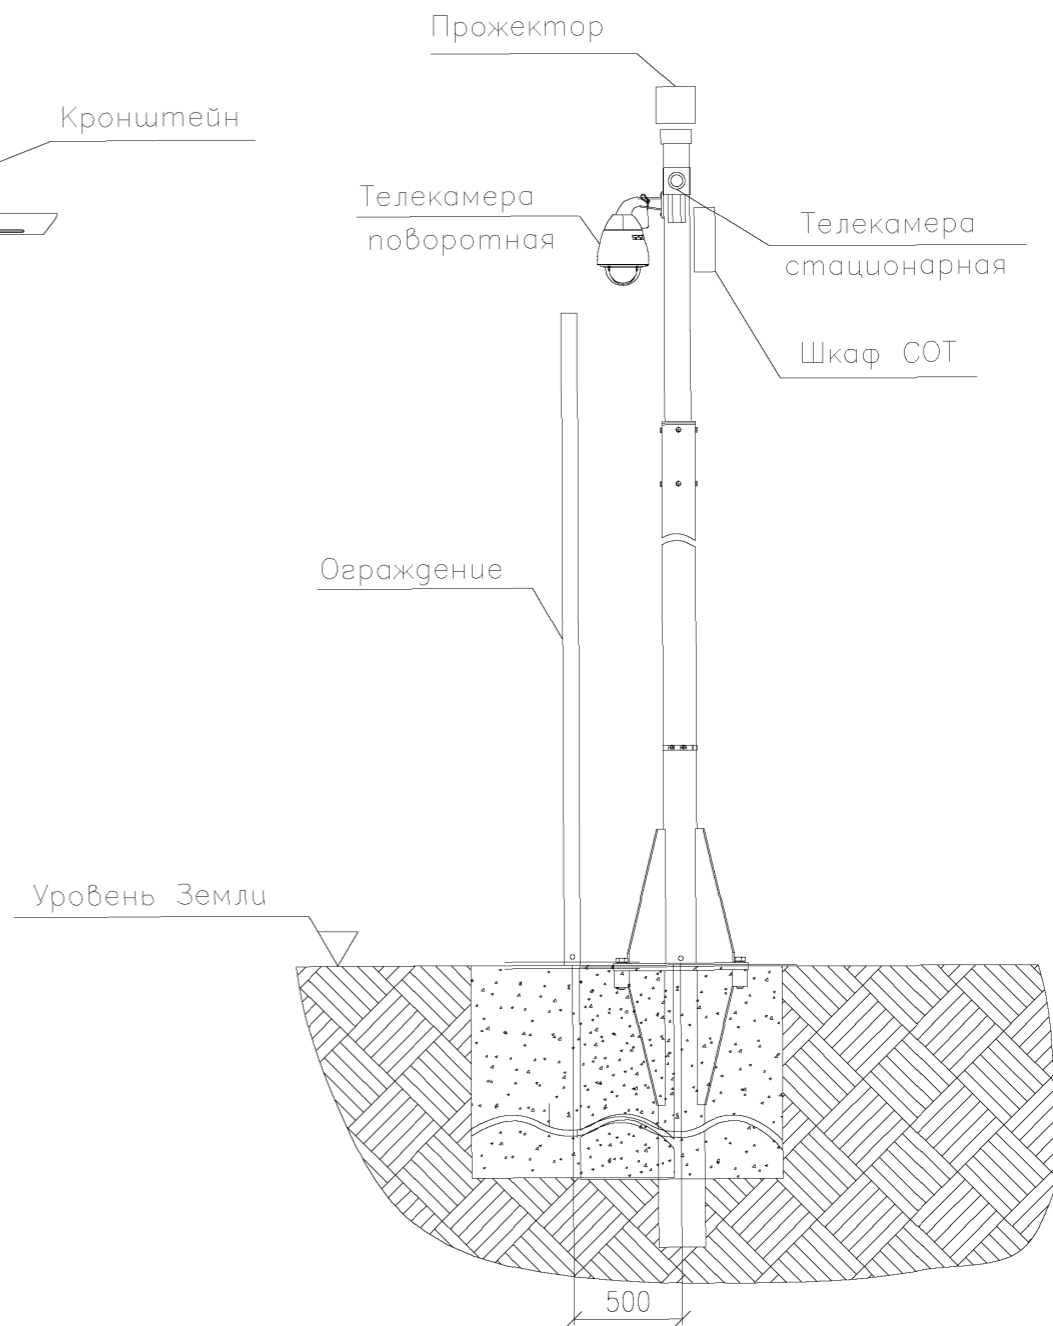 Прожектор
Кронштейн
Телекамера
поворотная
Телекамера
стационарная
Шкаф СОТ
Ограждение
Уровень Земли
500